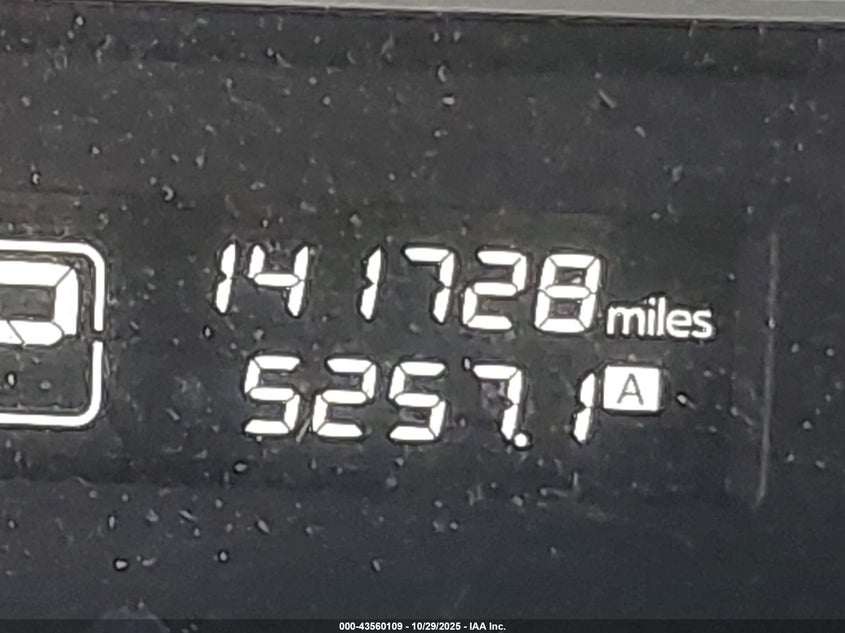 141728 miles
5257.1 A
000-43560109 - 10/29/2025 - IAA Inc.